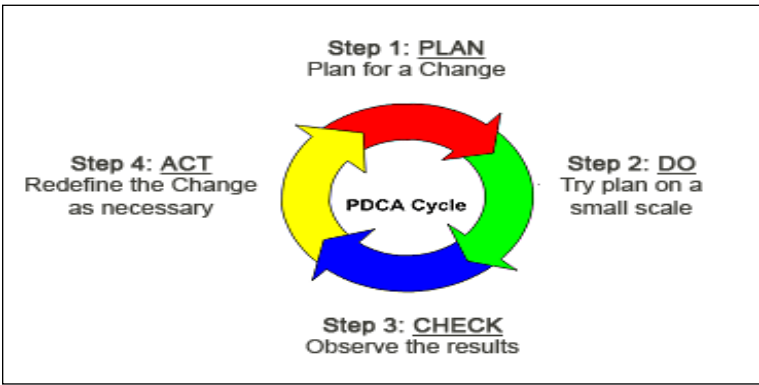 Step 1: PLAN
Plan for a Change
Step 4: ACT
Redefine the Change
as necessary
PDCA Cycle
Step 2: DO
Try plan on a
small scale
Step 3: CHECK
Observe the results